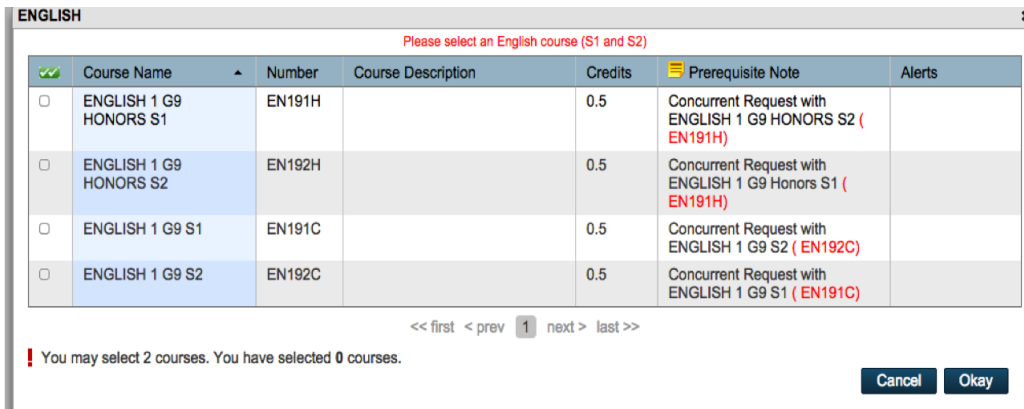 ENGLISH
Please select an English course (S1 and S2)
Course Name Number Course Description Credits Prerequisite Note Alerts
ENGLISH 1 G9 EN191H 0.5 Concurrent Request with
HONORS S1 ENGLISH 1 G9 HONORS S2 (
EN191H)
ENGLISH 1 G9 EN192H 0.5 Concurrent Request with
HONORS S2 ENGLISH 1 G9 Honors S1 (
EN191H)
ENGLISH 1 G9 S1 EN191C 0.5 Concurrent Request with
ENGLISH 1 G9 S2 ( EN192C)
ENGLISH 1 G9 S2 EN192C 0.5 Concurrent Request with
ENGLISH 1 G9 S1 ( EN191C)
<< first < prev 1 next > last >>
! You may select 2 courses. You have selected 0 courses.
Cancel Okay